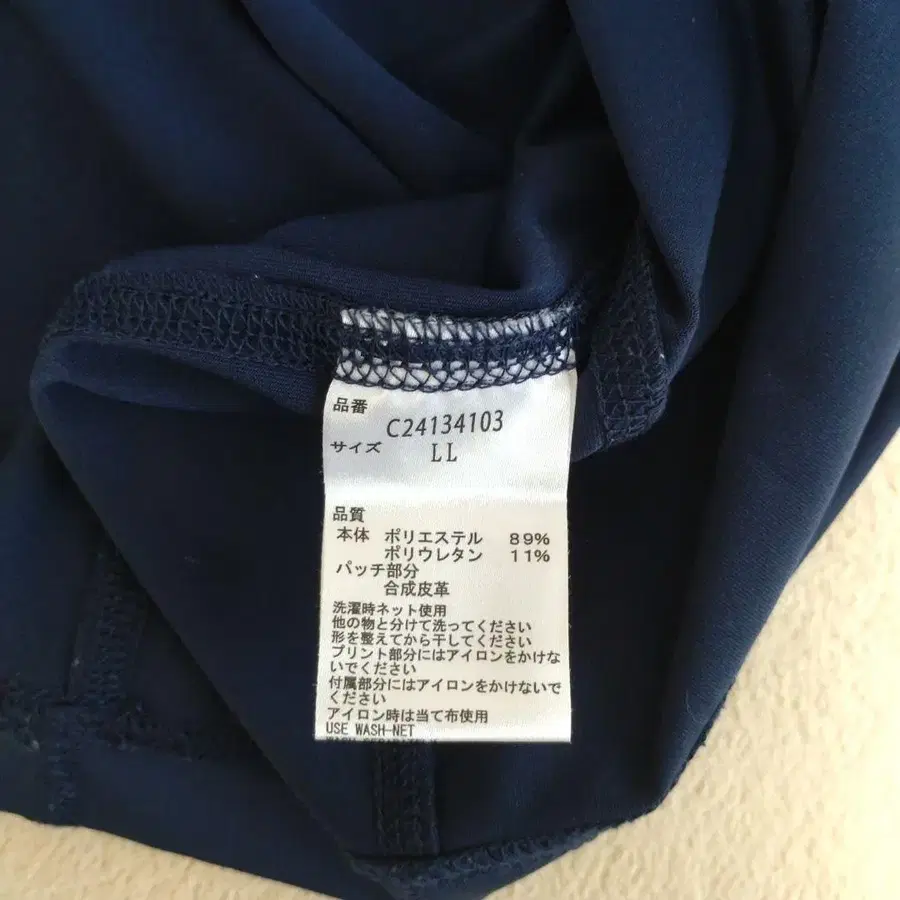 品番
C24134103
サイズ LL
品質
本体 ポリエステル 89%
ポリウレタン 11%
パッチ部分
合成皮革
洗濯時ネット使用
他の物と分けて洗ってください
形を整えてから干してください
プリント部分にはアイロンをかけな
いでください
付属部分にはアイロンをかけないで
ください
アイロン時は当て布使用
USE WASH-NET